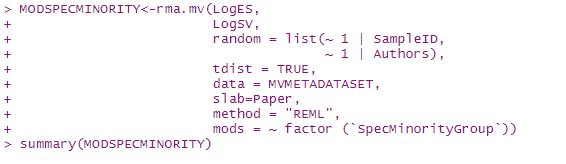 > MODSPECMINORITY<-rma.mv(LogES,
+ LogSV,
+ random = list(~ 1 | SampleID,
+ ~ 1 | Authors),
+ tdist = TRUE,
+ data = MVMETADATASET,
+ slab=Paper,
+ method = "REML",
+ mods = ~ factor (`SpecMinorityGroup`))
> summary(MODSPECMINORITY)